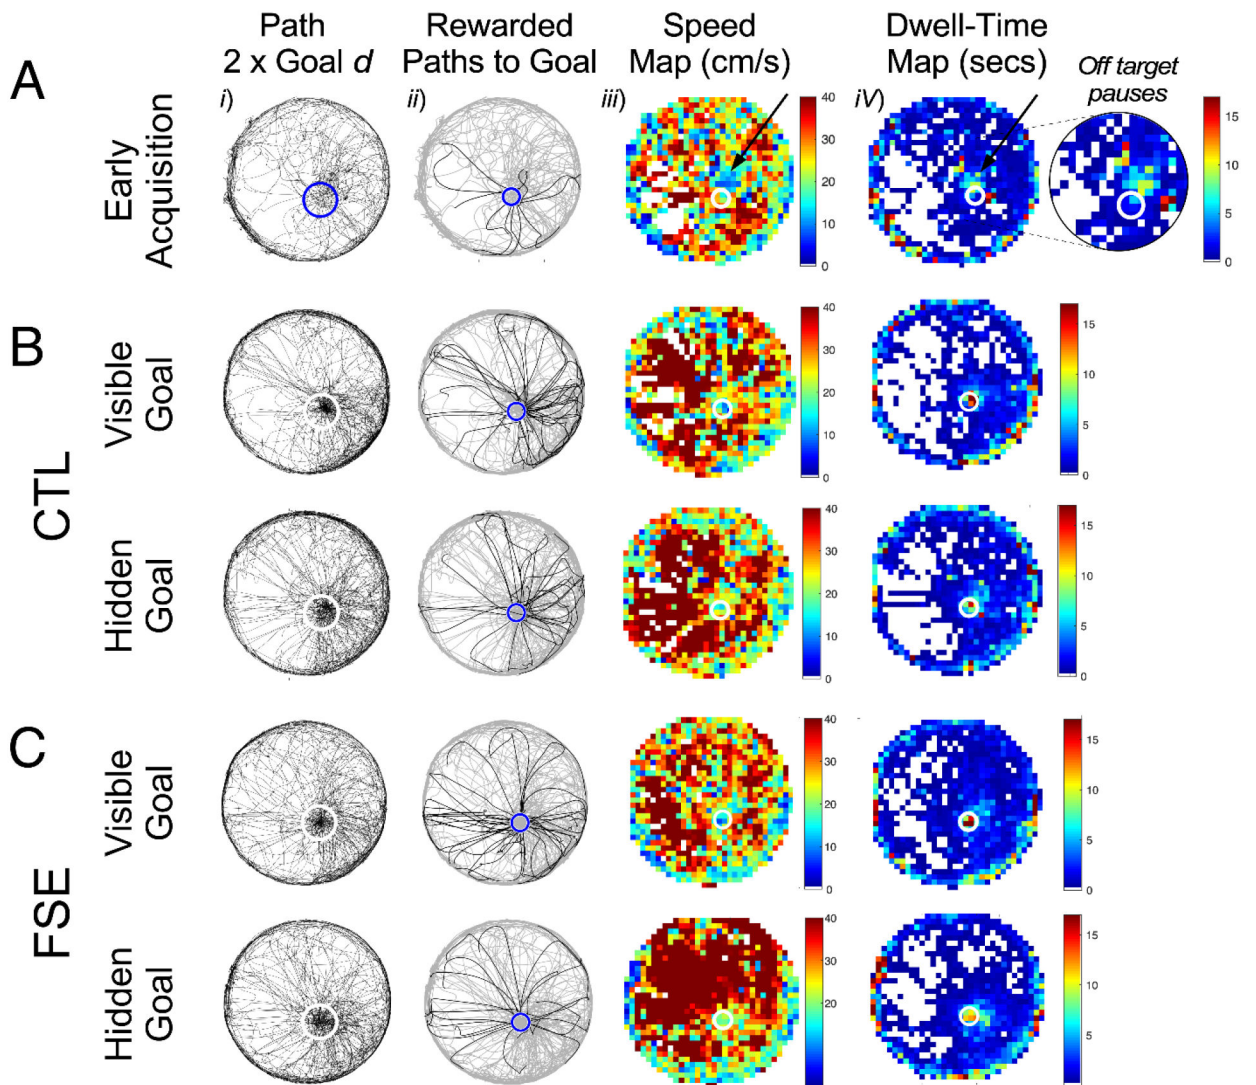 Path
2 x Goal d
Rewarded
Paths to Goal
Speed
Map (cm/s)
Dwell-Time
Map (secs)
Off target
pauses
A
Early
Acquisition
i)
ii)
iii)
40
30
20
10
0
iV)
15
10
5
0
B
CTL
Visible
Goal
40
30
20
10
0
15
10
5
0
Hidden
Goal
40
30
20
10
0
15
10
5
0
C
FSE
Visible
Goal
40
30
20
10
0
15
10
5
0
Hidden
Goal
40
30
20
15
10
5
0